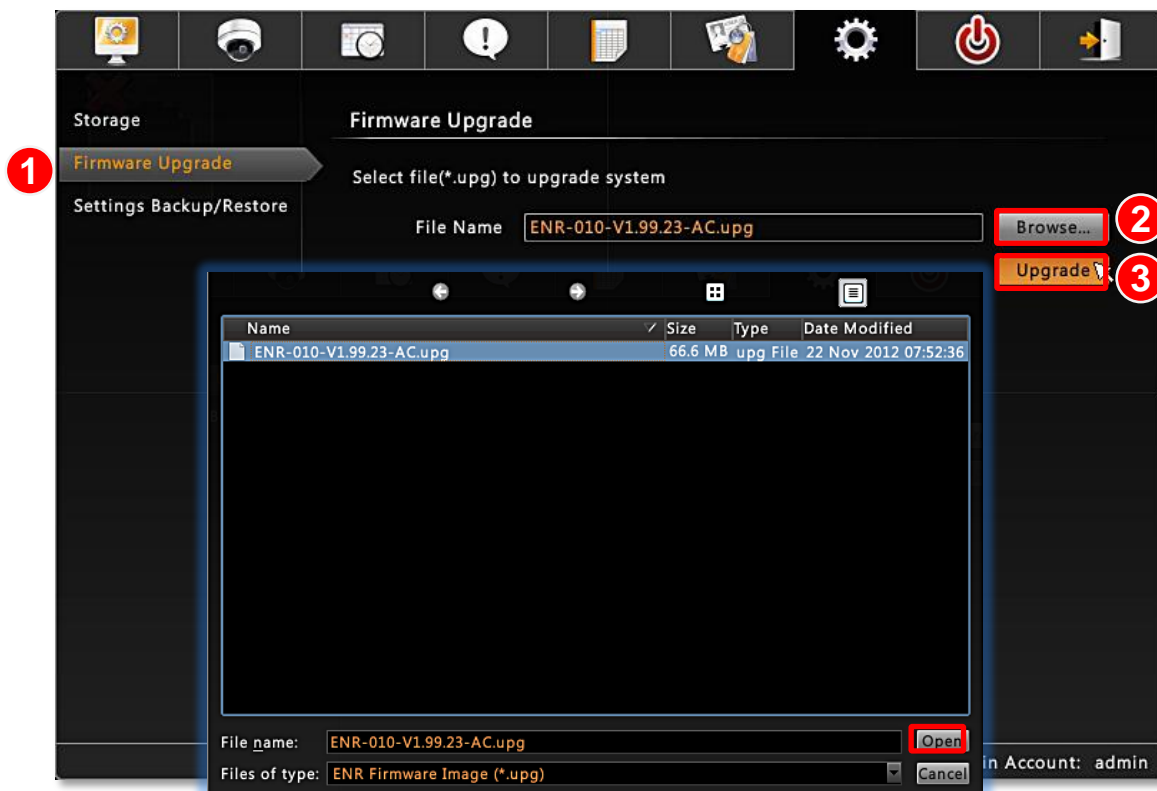 Storage
Firmware Upgrade
1
Firmware Upgrade
Select file(*.upg) to upgrade system
Settings Backup/Restore
File Name ENR-010-V1.99.23-AC.upg Browse... 2
Upgrade 3
Name Size Type Date Modified
ENR-010-V1.99.23-AC.upg 66.6 MB upg File 22 Nov 2012 07:52:36
File name: ENR-010-V1.99.23-AC.upg Open
Files of type: ENR Firmware Image (*.upg) Cancel
in Account: admin